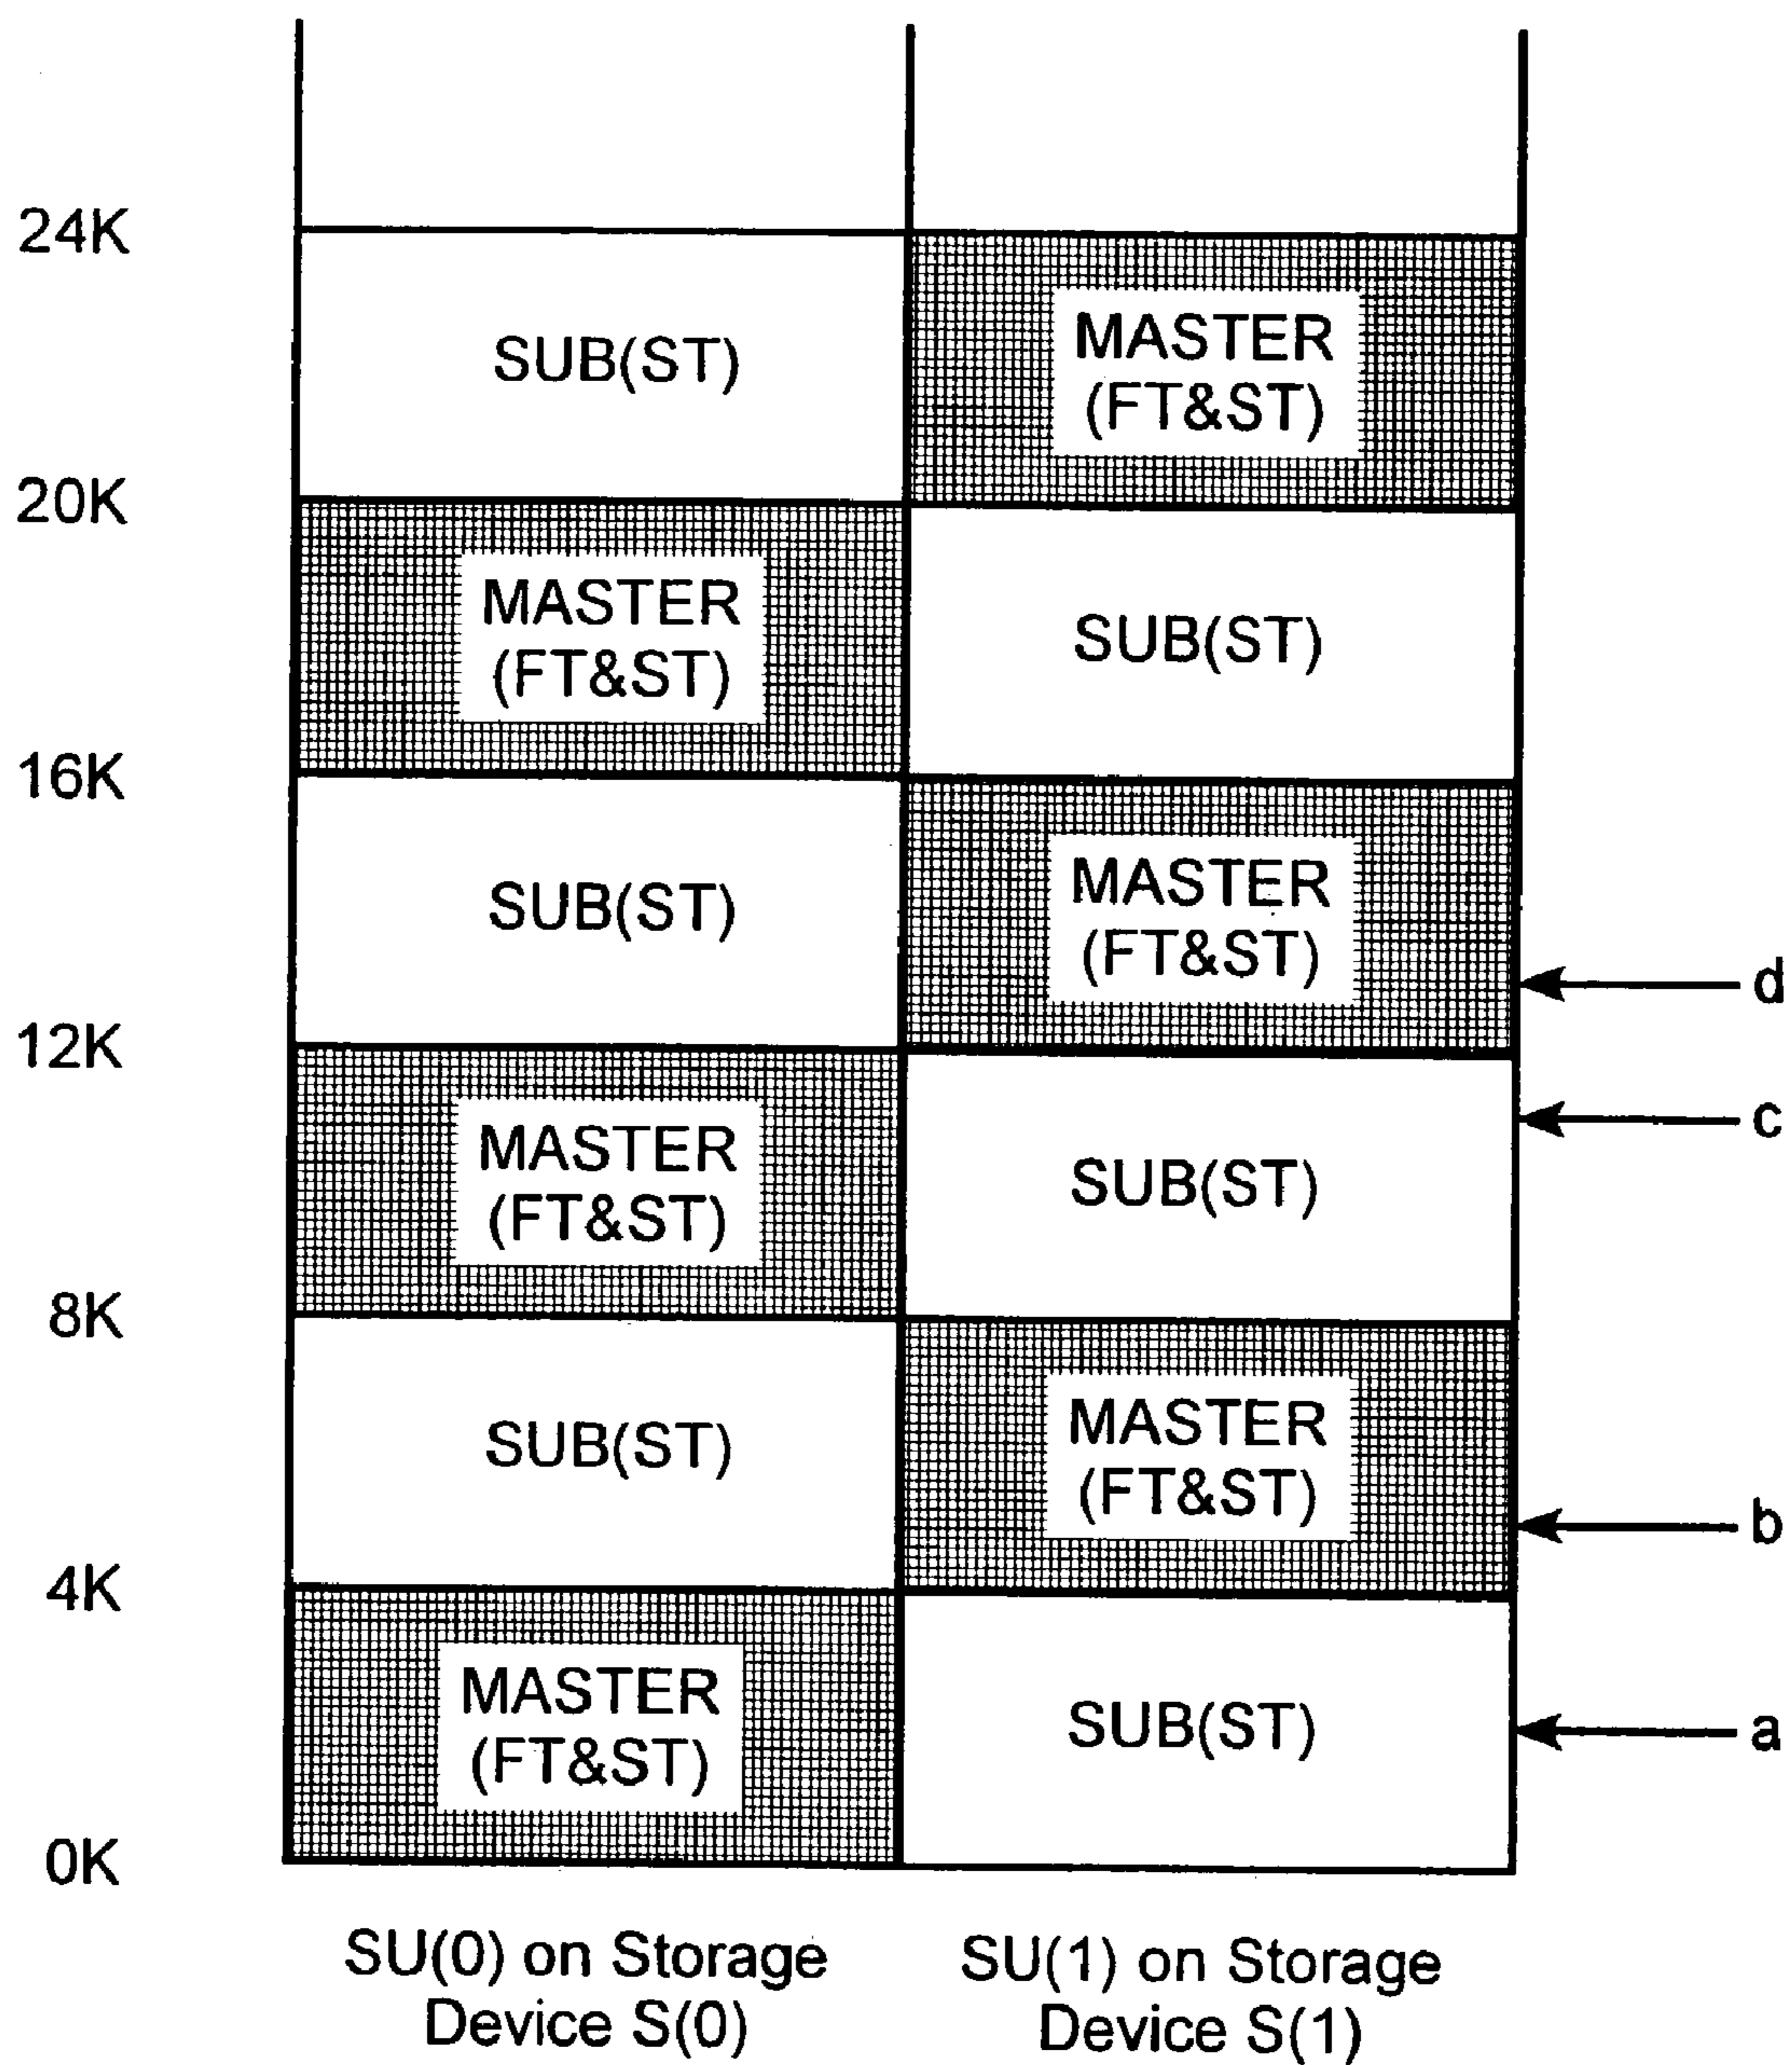 24K
SUB(ST)
MASTER
(FT&ST)
20K
MASTER
(FT&ST)
SUB(ST)
16K
SUB(ST)
MASTER
(FT&ST)
d
12K
c
MASTER
(FT&ST)
SUB(ST)
8K
SUB(ST)
MASTER
(FT&ST)
b
4K
MASTER
(FT&ST)
SUB(ST)
a
0K
SU(0) on Storage
Device S(0)
SU(1) on Storage
Device S(1)